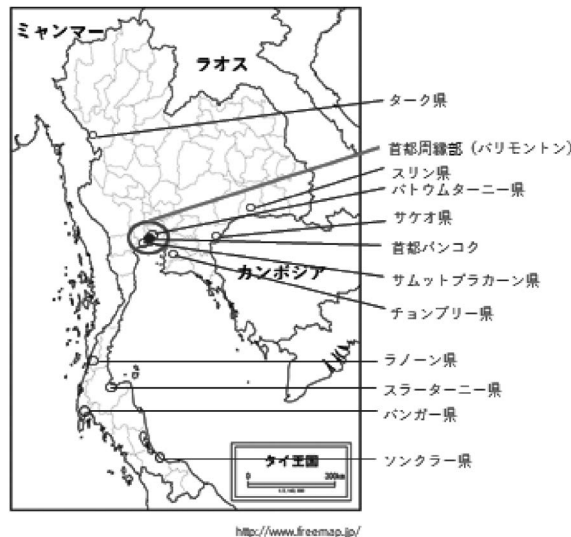 ミャンマー
ラオス
ターク県
首都周縁部（パリモントン）
スリン県
パトゥムターニー県
サケオ県
首都バンコク
カンボジア
サムットプラカーン県
チョンブリー県
ラノーン県
スラーターニー県
パンガー県
ソンクラー県
タイ王国
0 300km
http://www.freemap.jp/